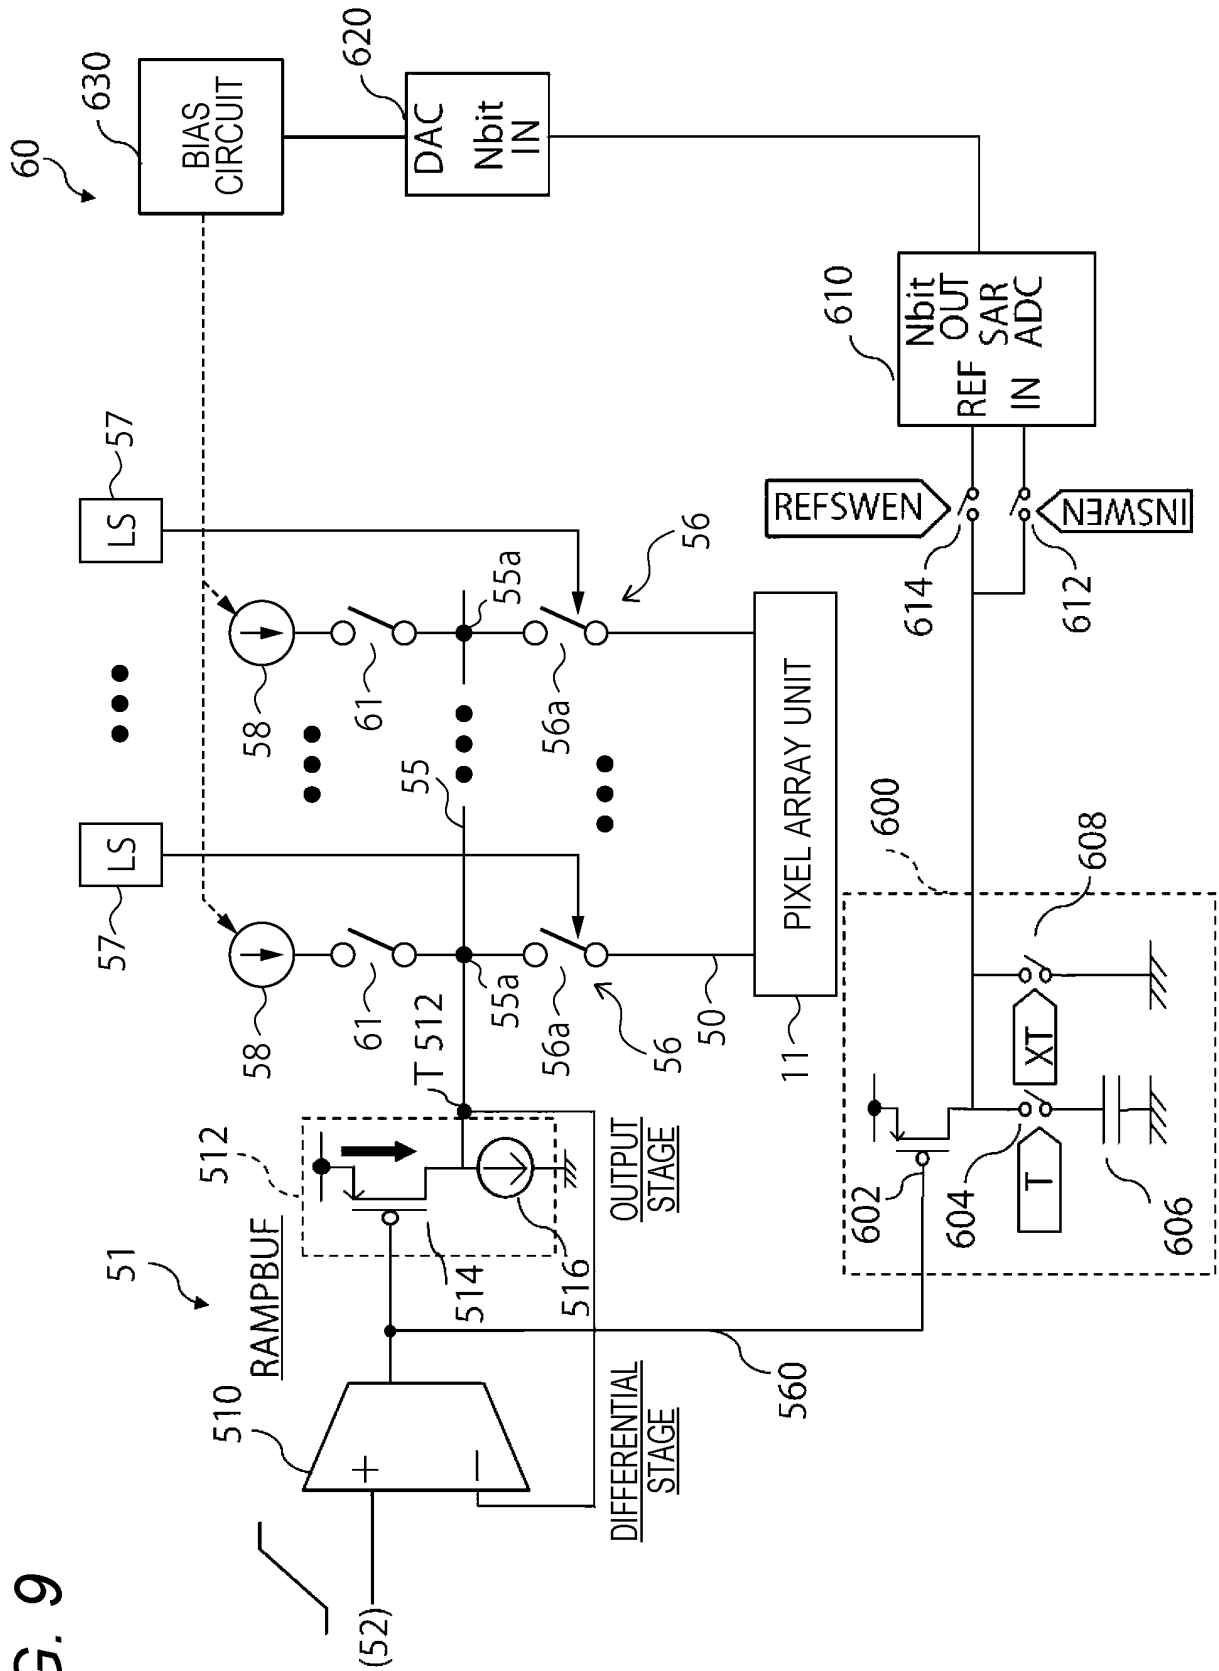 G. 9
60
630
BIAS
CIRCUIT
620
DAC
Nbit
IN
57
LS
57
LS
58
58
61
61
55
55a
55a
56a
56a
56
56
50
PIXEL ARRAY UNIT
11
T 512
51
RAMPBUF
512
510
+
−
(52)
514
516
OUTPUT
STAGE
DIFFERENTIAL
STAGE
560
610
Nbit
OUT
SAR
ADC
REF
IN
REFSWEN
614
INSWEN
612
600
602
604
T
606
XT
608